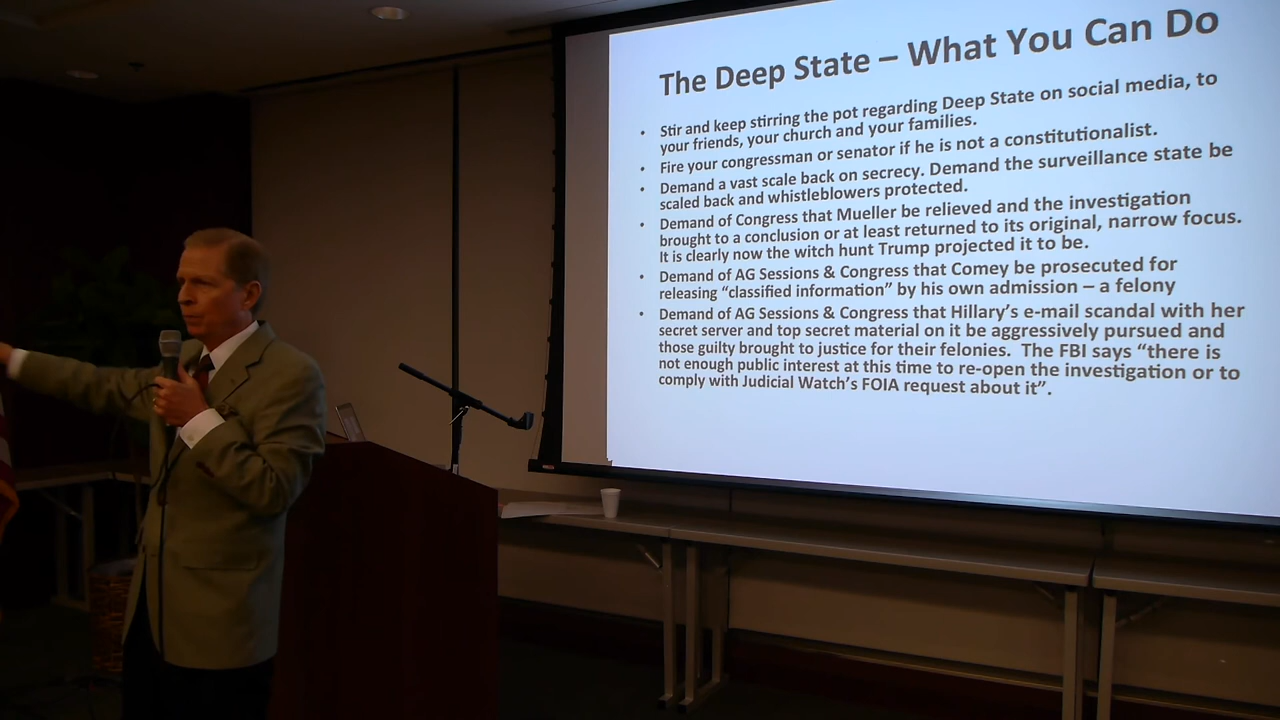 The Deep State – What You Can Do
• Stir and keep stirring the pot regarding Deep State on social media, to
your friends, your church and your families.
• Fire your congressman or senator if he is not a constitutionalist.
• Demand a vast scale back on secrecy. Demand the surveillance state be
scaled back and whistleblowers protected.
• Demand of Congress that Mueller be relieved and the investigation
brought to a conclusion or at least returned to its original, narrow focus.
It is clearly now the witch hunt Trump projected it to be.
• Demand of AG Sessions & Congress that Comey be prosecuted for
releasing “classified information” by his own admission – a felony
• Demand of AG Sessions & Congress that Hillary’s e-mail scandal with her
secret server and top secret material on it be aggressively pursued and
those guilty brought to justice for their felonies. The FBI says “there is
not enough public interest at this time to re-open the investigation or to
comply with Judicial Watch’s FOIA request about it”.